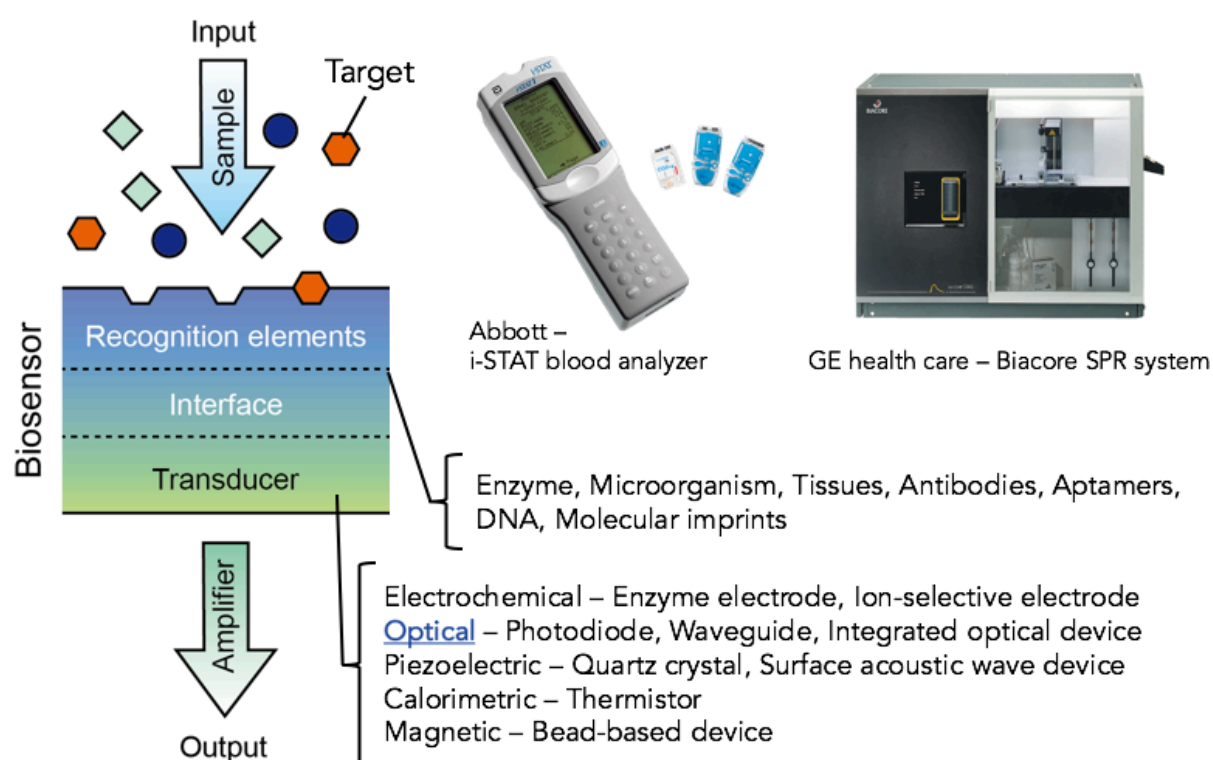 Input
Target
Sample
Biosensor
Recognition elements
Interface
Transducer
Amplifier
Output
i-STAT
BIACORE
Abbott –
i-STAT blood analyzer
GE health care – Biacore SPR system
Enzyme, Microorganism, Tissues, Antibodies, Aptamers,
DNA, Molecular imprints
Electrochemical – Enzyme electrode, Ion-selective electrode
Optical – Photodiode, Waveguide, Integrated optical device
Piezoelectric – Quartz crystal, Surface acoustic wave device
Calorimetric – Thermistor
Magnetic – Bead-based device